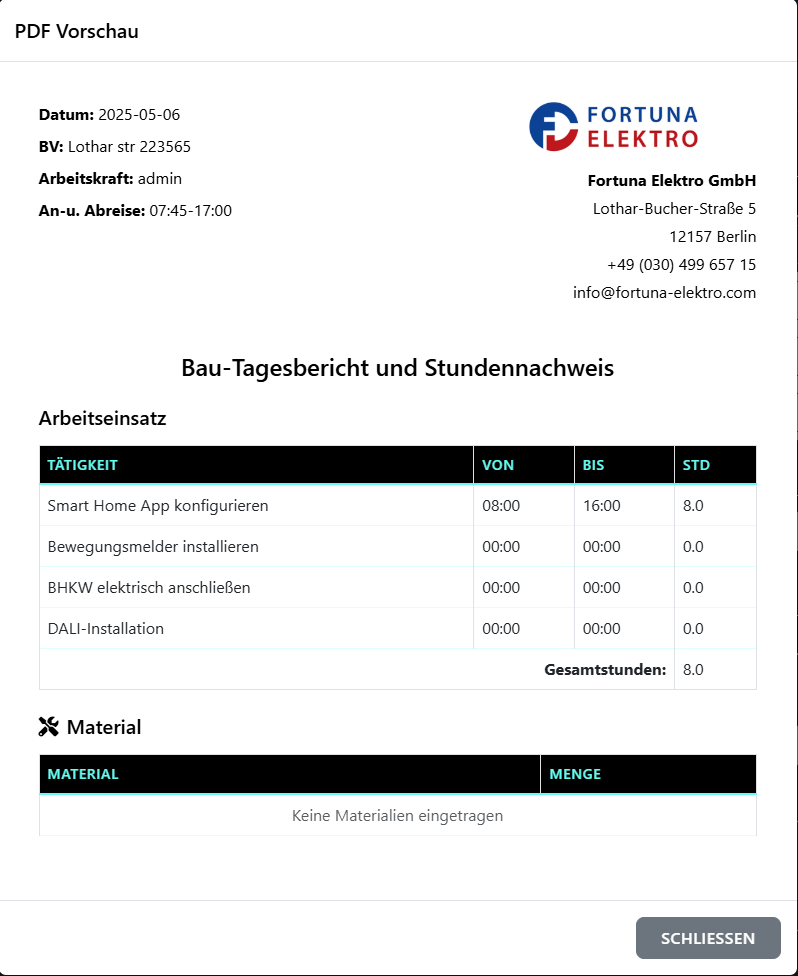 PDF Vorschau
Datum: 2025-05-06
BV: Lothar str 223565
Arbeitskraft: admin
An-u. Abreise: 07:45-17:00
FORTUNA
ELEKTRO
Fortuna Elektro GmbH
Lothar-Bucher-Straße 5
12157 Berlin
+49 (030) 499 657 15
info@fortuna-elektro.com
Bau-Tagesbericht und Stundennachweis
Arbeitseinsatz
TÄTIGKEIT VON BIS STD
Smart Home App konfigurieren 08:00 16:00 8.0
Bewegungsmelder installieren 00:00 00:00 0.0
BHKW elektrisch anschließen 00:00 00:00 0.0
DALI-Installation 00:00 00:00 0.0
Gesamtstunden: 8.0
Material
MATERIAL MENGE
Keine Materialien eingetragen
SCHLIESSEN